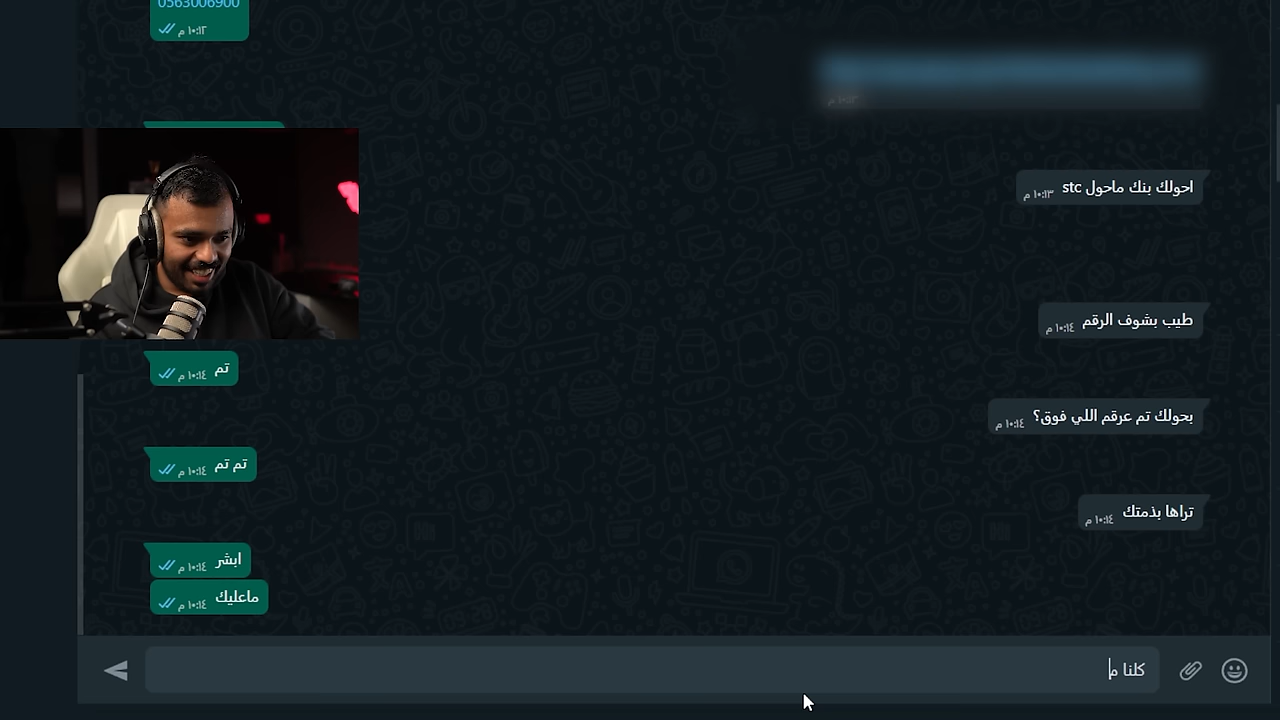 0563006900
١٠:١٢ م
١٠:١٣ م
احولك بنك ماحول stc
١٠:١٣ م
طيب بشوف الرقم
١٠:١٤ م
تم
١٠:١٤ م
بحولك تم عرقم اللي فوق؟
١٠:١٤ م
تم تم
١٠:١٤ م
تراها بذمتك
١٠:١٤ م
ابشر
١٠:١٤ م
ماعليك
١٠:١٤ م
كلنا م